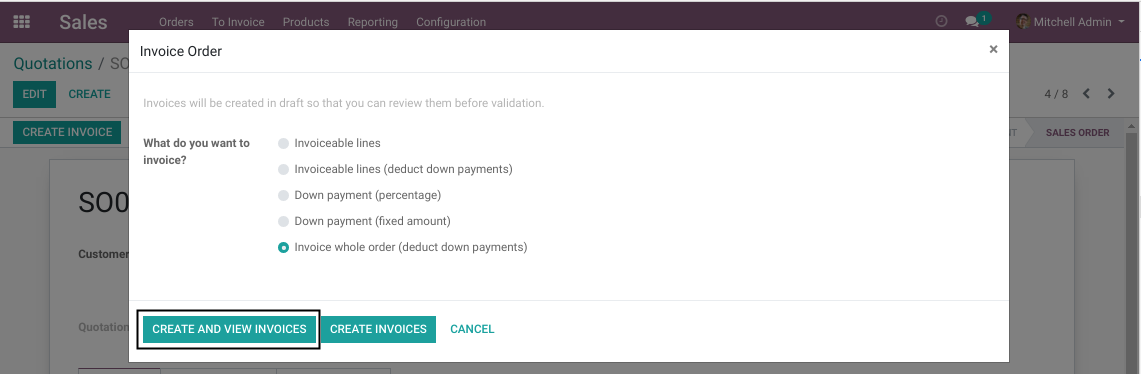 Sales Orders To Invoice Products Reporting Configuration 1 Mitchell Admin
Invoice Order ×
Quotations / SO
EDIT CREATE 4 / 8
Invoices will be created in draft so that you can review them before validation.
CREATE INVOICE SALES ORDER
What do you want to
invoice?
Invoiceable lines
Invoiceable lines (deduct down payments)
Down payment (percentage)
Down payment (fixed amount)
Invoice whole order (deduct down payments)
SO0
Customer
Quotation
CREATE AND VIEW INVOICES CREATE INVOICES CANCEL